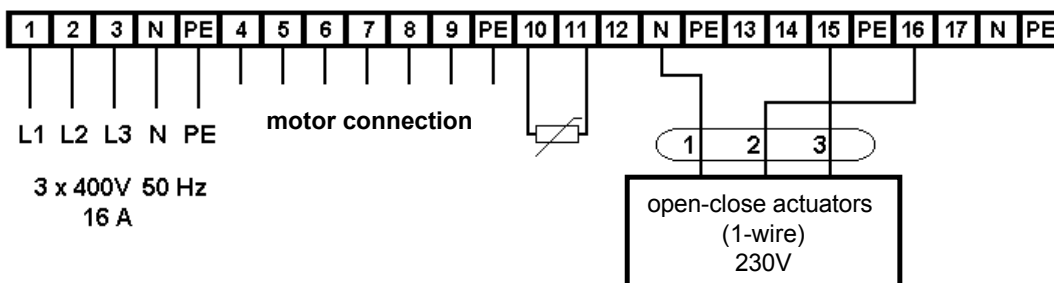 1 2 3 N PE 4 5 6 7 8 9 PE 10 11 12 N PE 13 14 15 PE 16 17 N PE
L1 L2 L3 N PE
motor connection
1 2 3
3 x 400V 50 Hz
16 A
open-close actuators
(1-wire)
230V